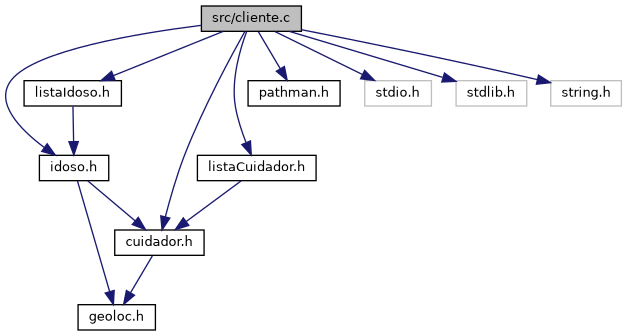 src/cliente.c
listaIdoso.h
pathman.h
stdio.h
stdlib.h
string.h
idoso.h
listaCuidador.h
cuidador.h
geoloc.h